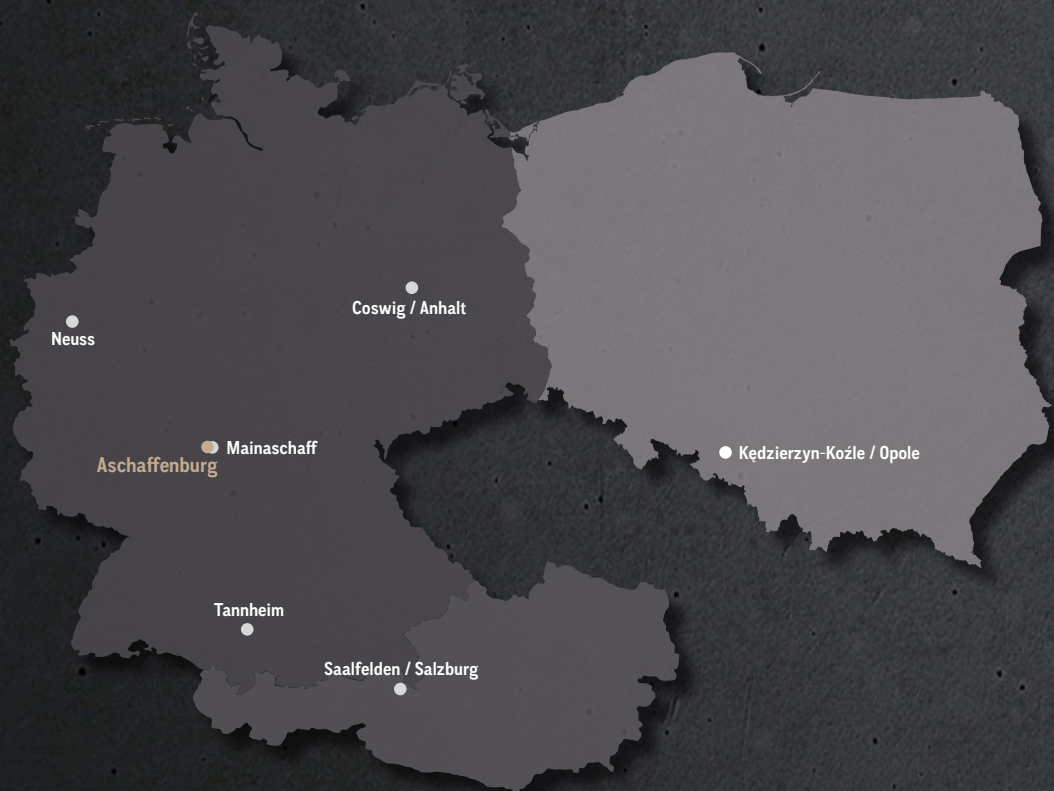 Coswig / Anhalt
Neuss
Mainaschaff
Aschaffenburg
Kędzierzyn-Koźle / Opole
Tannheim
Saalfelden / Salzburg